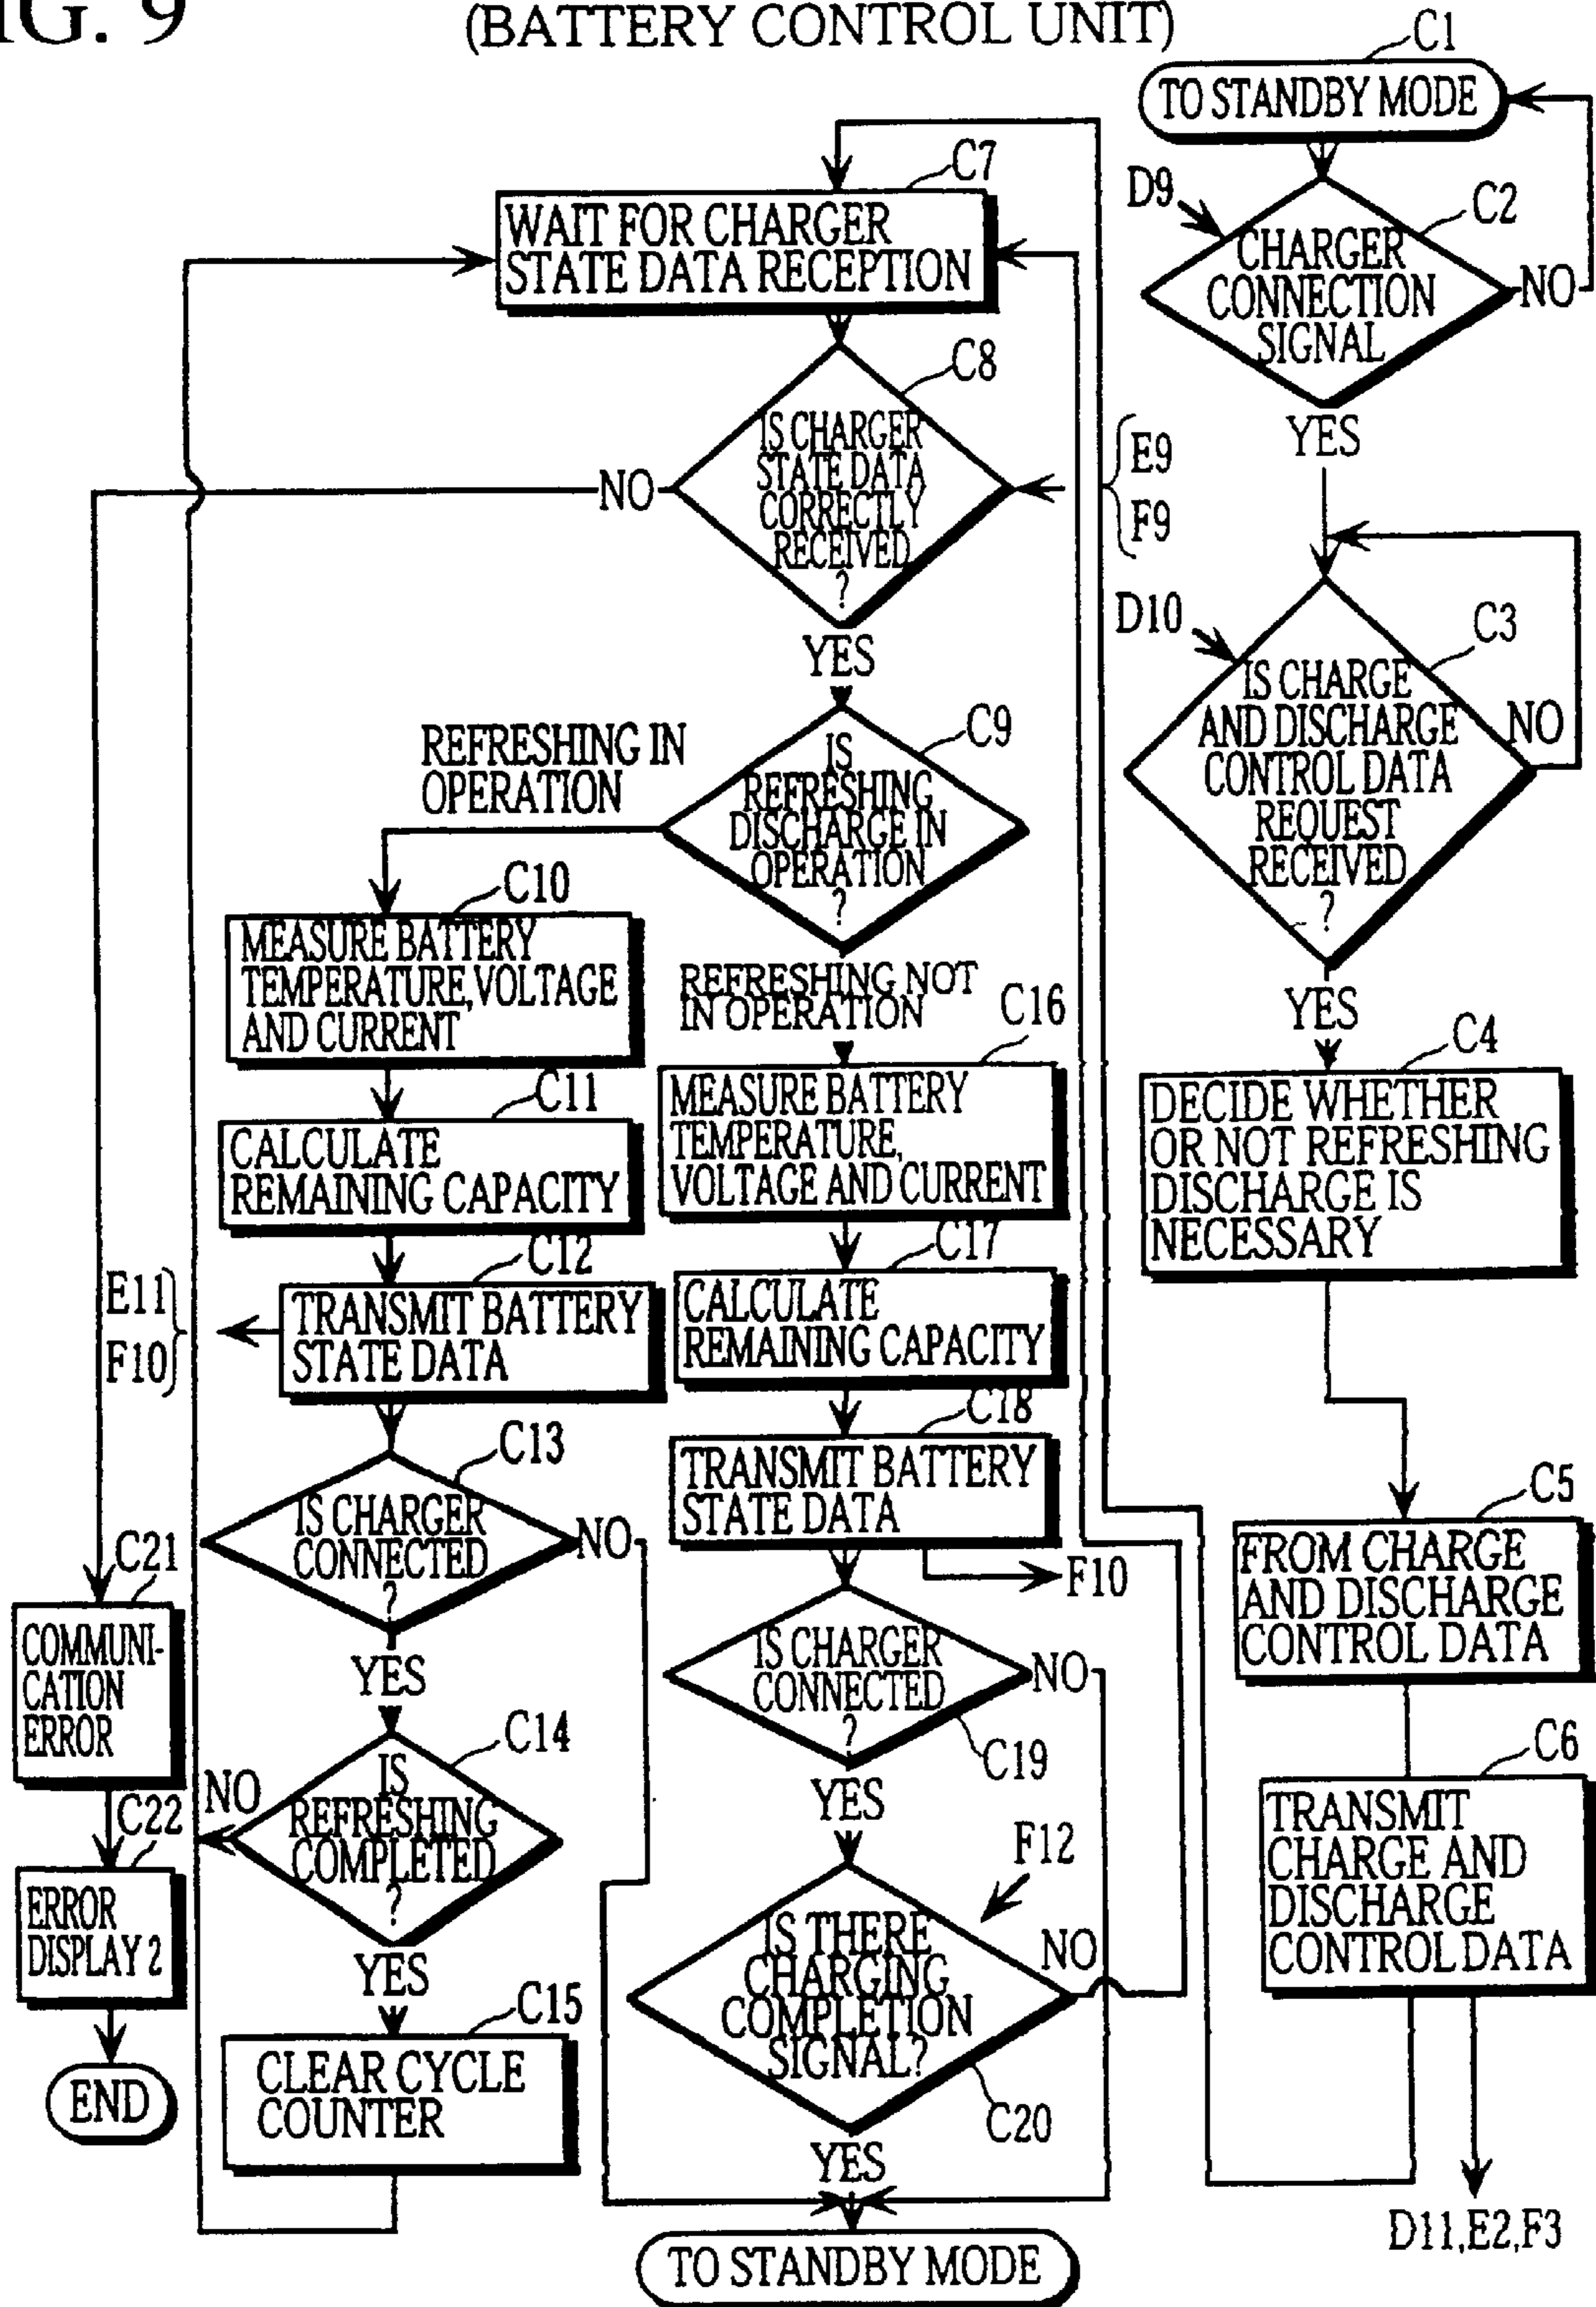 IG. 9
(BATTERY CONTROL UNIT)
C1
TO STANDBY MODE
D9
C2
CHARGER
CONNECTION
SIGNAL
NO
YES
D10
C3
IS CHARGE
AND DISCHARGE
CONTROL DATA
REQUEST
RECEIVED
?
NO
YES
C4
DECIDE WHETHER
OR NOT REFRESHING
DISCHARGE IS
NECESSARY
C5
FROM CHARGE
AND DISCHARGE
CONTROL DATA
C6
TRANSMIT
CHARGE AND
DISCHARGE
CONTROL DATA
D11,E2,F3
C7
WAIT FOR CHARGER
STATE DATA RECEPTION
C8
IS CHARGER
STATE DATA
CORRECTLY
RECEIVED
?
NO
E9
F9
YES
C9
IS
REFRESHING
DISCHARGE IN
OPERATION
?
REFRESHING IN
OPERATION
REFRESHING NOT
IN OPERATION
C10
MEASURE BATTERY
TEMPERATURE,VOLTAGE
AND CURRENT
C11
CALCULATE
REMAINING CAPACITY
C12
TRANSMIT BATTERY
STATE DATA
E11
F10
C13
IS CHARGER
CONNECTED
?
NO
YES
C14
IS
REFRESHING
COMPLETED
?
NO
YES
C15
CLEAR CYCLE
COUNTER
C16
MEASURE BATTERY
TEMPERATURE,
VOLTAGE AND CURRENT
C17
CALCULATE
REMAINING CAPACITY
C18
TRANSMIT BATTERY
STATE DATA
F10
IS CHARGER
CONNECTED
?
NO
C19
YES
F12
IS THERE
CHARGING
COMPLETION
SIGNAL?
NO
C20
YES
TO STANDBY MODE
C21
COMMUNI-
CATION
ERROR
C22
ERROR
DISPLAY 2
END